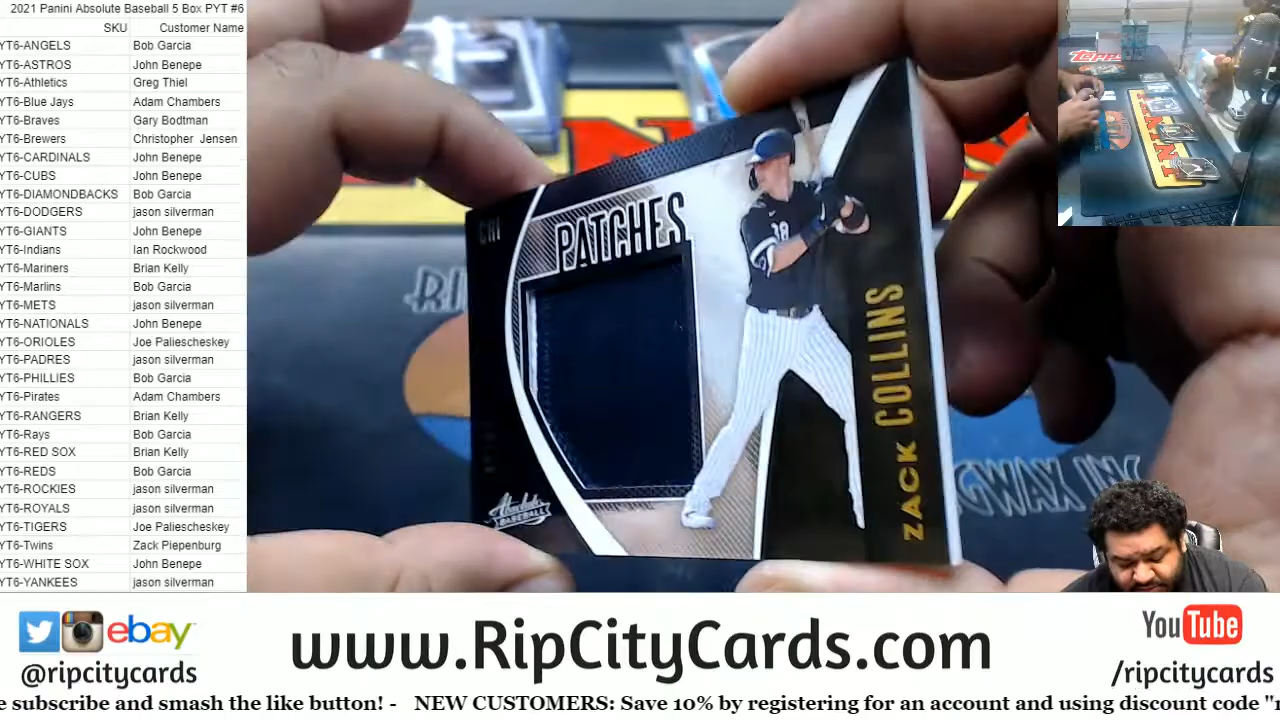 2021 Panini Absolute Baseball 5 Box PYT #6
SKU Customer Name
YT6-ANGELS Bob Garcia
YT6-ASTROS John Benepe
YT6-Athletics Greg Thiel
YT6-Blue Jays Adam Chambers
YT6-Braves Gary Bodtman
YT6-Brewers Christopher Jensen
YT6-CARDINALS John Benepe
YT6-CUBS John Benepe
YT6-DIAMONDBACKS Bob Garcia
YT6-DODGERS jason silverman
YT6-GIANTS John Benepe
YT6-Indians Ian Rockwood
YT6-Mariners Brian Kelly
YT6-Marlins Bob Garcia
YT6-METS jason silverman
YT6-NATIONALS John Benepe
YT6-ORIOLES Joe Paliescheskey
YT6-PADRES jason silverman
YT6-PHILLIES Bob Garcia
YT6-Pirates Adam Chambers
YT6-RANGERS Brian Kelly
YT6-Rays Bob Garcia
YT6-RED SOX Brian Kelly
YT6-REDS Bob Garcia
YT6-ROCKIES jason silverman
YT6-ROYALS jason silverman
YT6-TIGERS Joe Paliescheskey
YT6-Twins Zack Piepenburg
YT6-WHITE SOX John Benepe
YT6-YANKEES jason silverman
CHI
PATCHES
ZACK COLLINS
Absolute
BASEBALL
RI
GWAX INC
TOPPS
ebay
@ripcitycards
www.RipCityCards.com
YouTube
/ripcitycards
e subscribe and smash the like button! - NEW CUSTOMERS: Save 10% by registering for an account and using discount code "